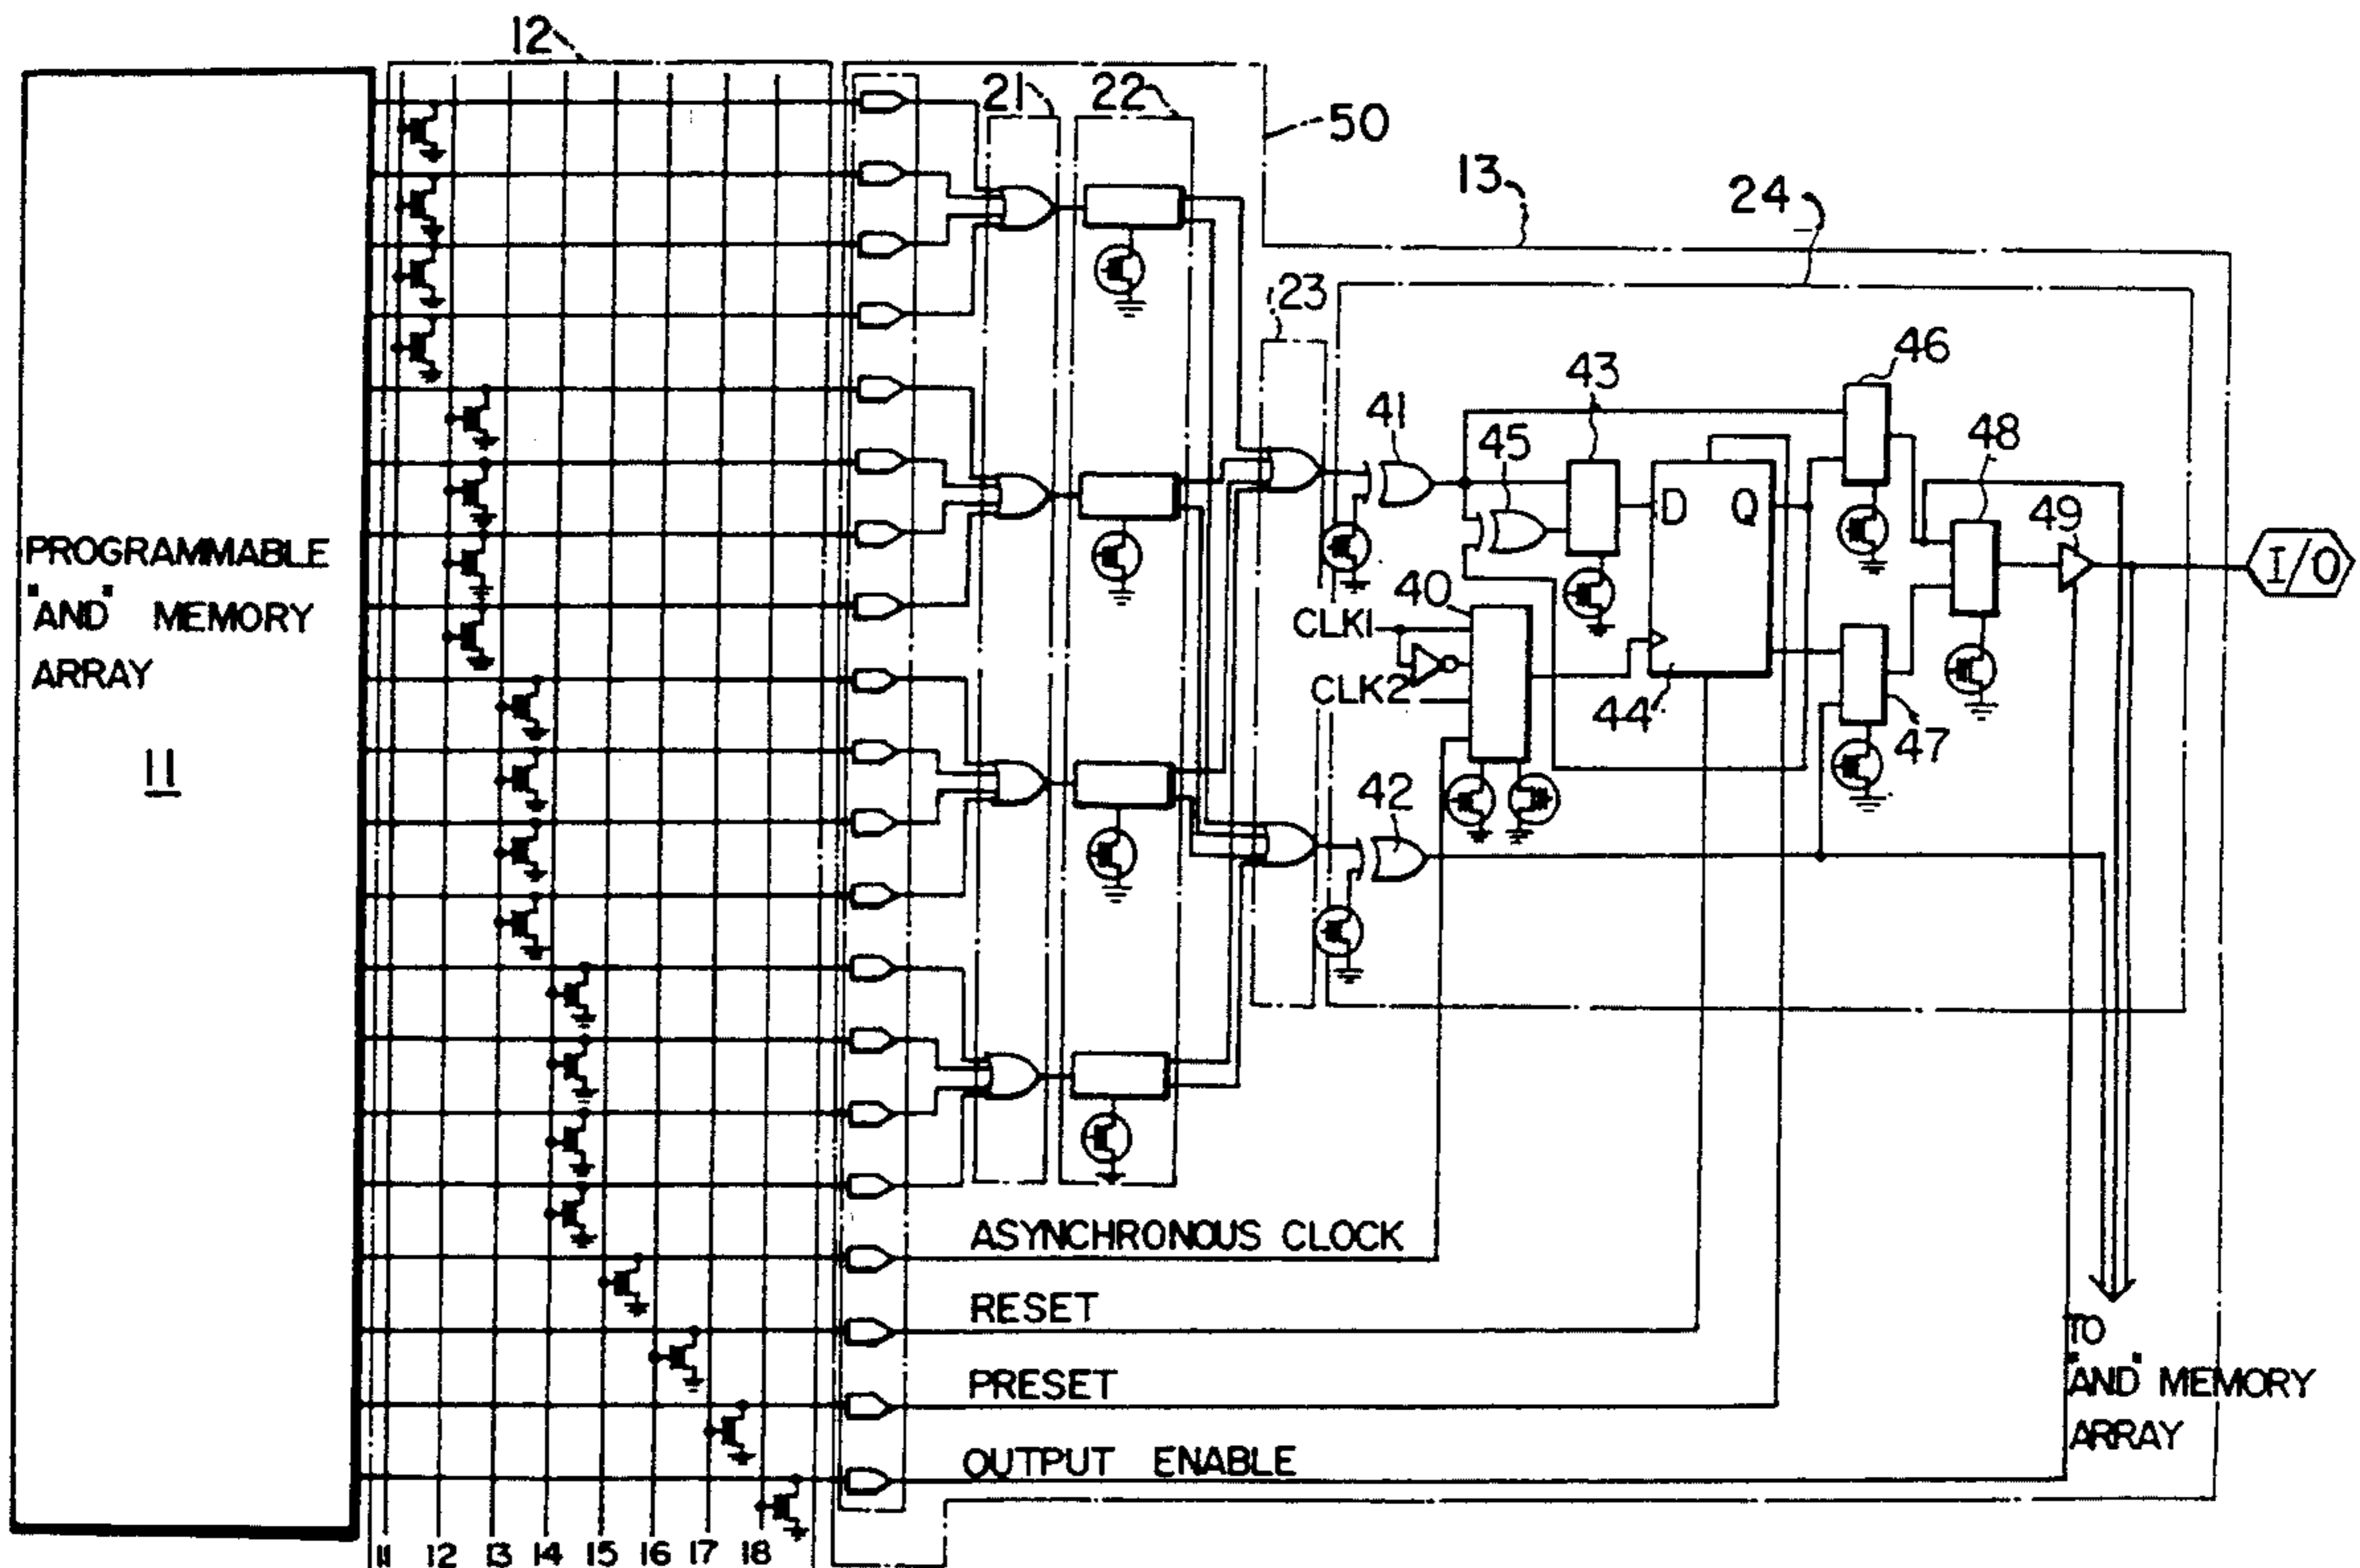 12
21
22
50
13
24
23
46
43
41
45
48
49
D Q
I/O
PROGRAMMABLE
"AND" MEMORY
ARRAY
11
40
CLK1
CLK2
44
47
42
ASYNCHRONOUS CLOCK
RESET
PRESET
OUTPUT ENABLE
TO
"AND" MEMORY
ARRAY
11 12 13 14 15 16 17 18